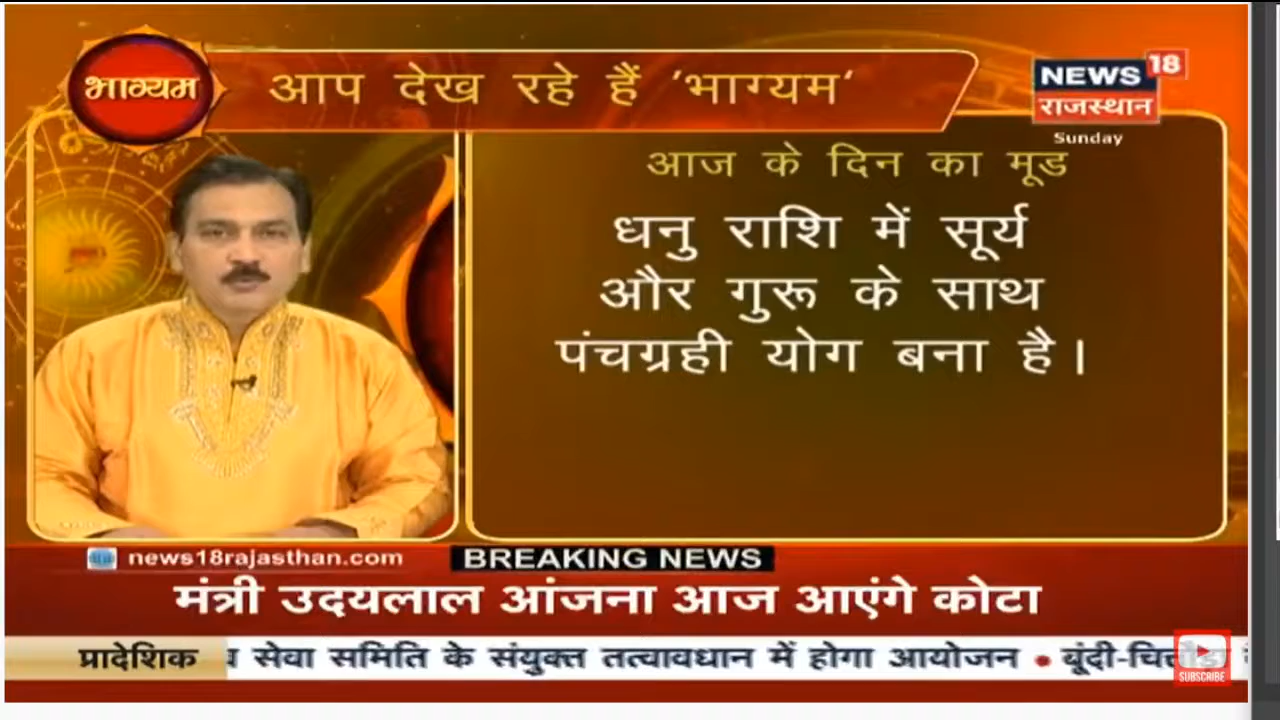 भाग्यम
आप देख रहे हैं ’भाग्यम‘
NEWS 18
राजस्थान
Sunday
आज के दिन का मूड
धनु राशि में सूर्य
और गुरू के साथ
पंचग्रही योग बना है।
news18rajasthan.com
BREAKING NEWS
मंत्री उदयलाल आंजना आज आएंगे कोटा
प्रादेशिक
सेवा समिति के संयुक्त तत्वावधान में होगा आयोजन • बूंदी-
SUBSCRIBE